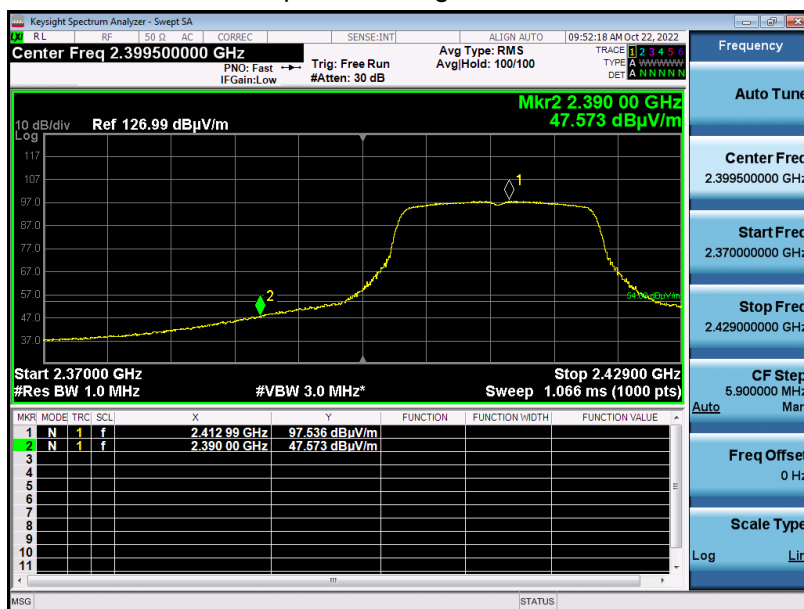 Keysight Spectrum Analyzer - Swept SA
LXI RL RF 50 Ω AC CORREC SENSE:INT ALIGN AUTO 09:52:18 AM Oct 22, 2022
Center Freq 2.399500000 GHz
PNO: Fast
IFGain:Low
Trig: Free Run
#Atten: 30 dB
Avg Type: RMS
Avg|Hold: 100/100
TRACE 1 2 3 4 5 6
TYPE A WWWWW
DET A N N N N N
Mkr2 2.390 00 GHz
47.573 dBµV/m
10 dB/div Ref 126.99 dBµV/m
Log
117
107
97.0
87.0
77.0
67.0
57.0
47.0
37.0
1
2
54.00 dBµV/m
Start 2.37000 GHz Stop 2.42900 GHz
#Res BW 1.0 MHz #VBW 3.0 MHz* Sweep 1.066 ms (1000 pts)
MKR MODE TRC SCL X Y FUNCTION FUNCTION WIDTH FUNCTION VALUE
1 N 1 f 2.412 99 GHz 97.536 dBµV/m
2 N 1 f 2.390 00 GHz 47.573 dBµV/m
3
4
5
6
7
8
9
10
11
MSG STATUS
Frequency
Auto Tune
Center Freq
2.399500000 GHz
Start Freq
2.370000000 GHz
Stop Freq
2.429000000 GHz
CF Step
5.900000 MHz
Auto Man
Freq Offset
0 Hz
Scale Type
Log Lin